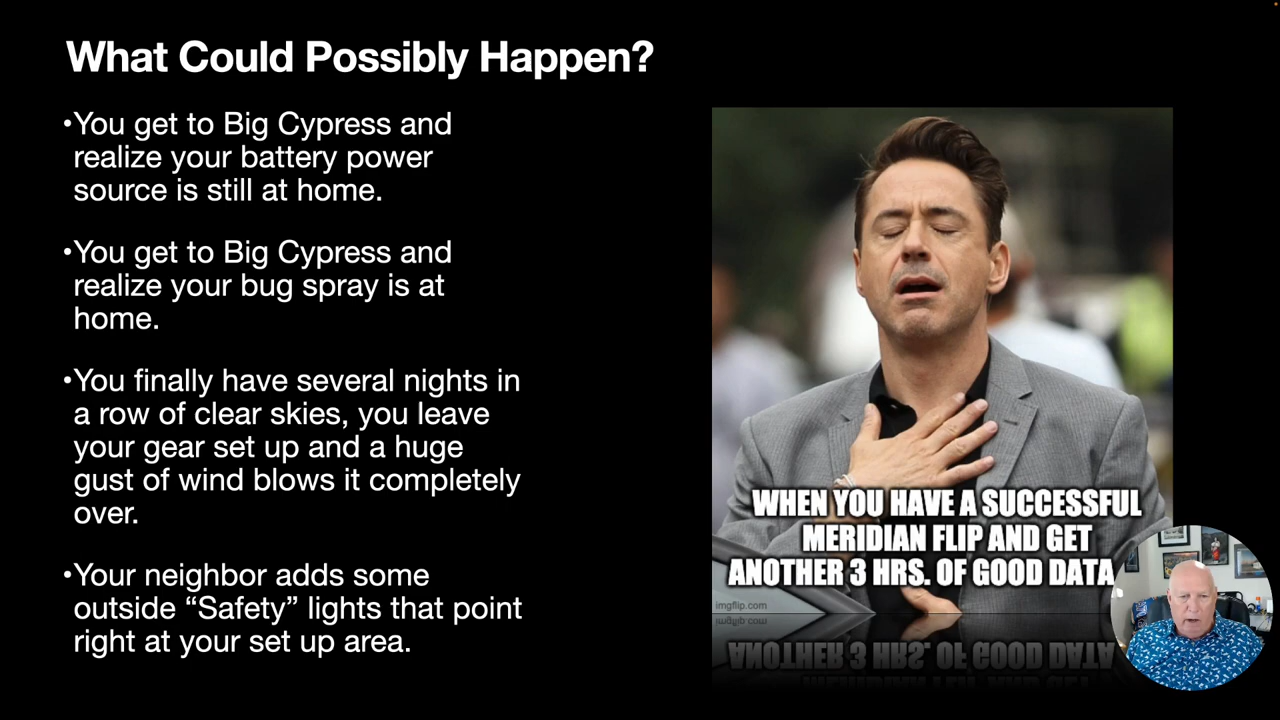 What Could Possibly Happen?
•You get to Big Cypress and
realize your battery power
source is still at home.
•You get to Big Cypress and
realize your bug spray is at
home.
•You finally have several nights in
a row of clear skies, you leave
your gear set up and a huge
gust of wind blows it completely
over.
•Your neighbor adds some
outside “Safety” lights that point
right at your set up area.
WHEN YOU HAVE A SUCCESSFUL
MERIDIAN FLIP AND GET
ANOTHER 3 HRS. OF GOOD DATA
imgflip.com